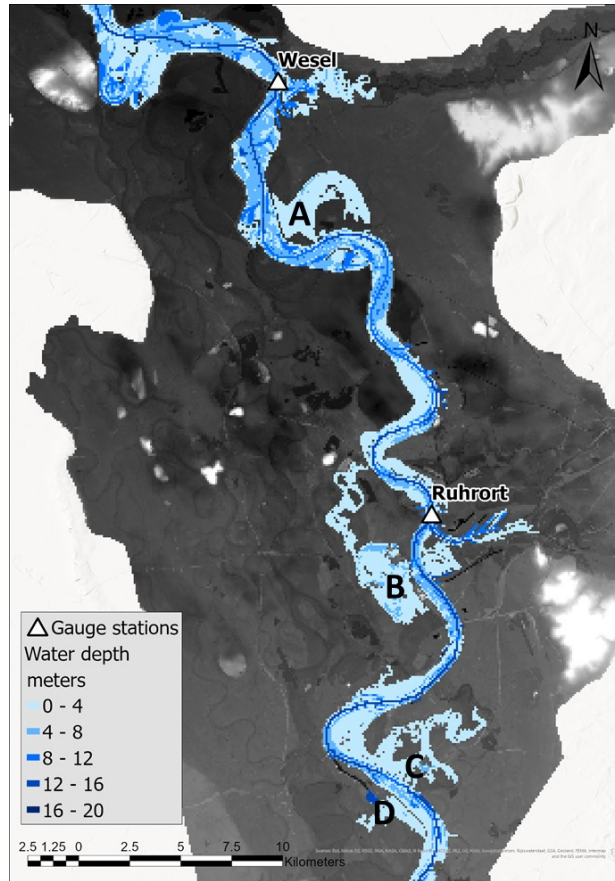 N
Wesel
A
Ruhrort
B
Gauge stations
Water depth
meters
0 - 4
4 - 8
8 - 12
12 - 16
16 - 20
C
D
2.5 1.25 0 2.5 5 7.5 10
Kilometers